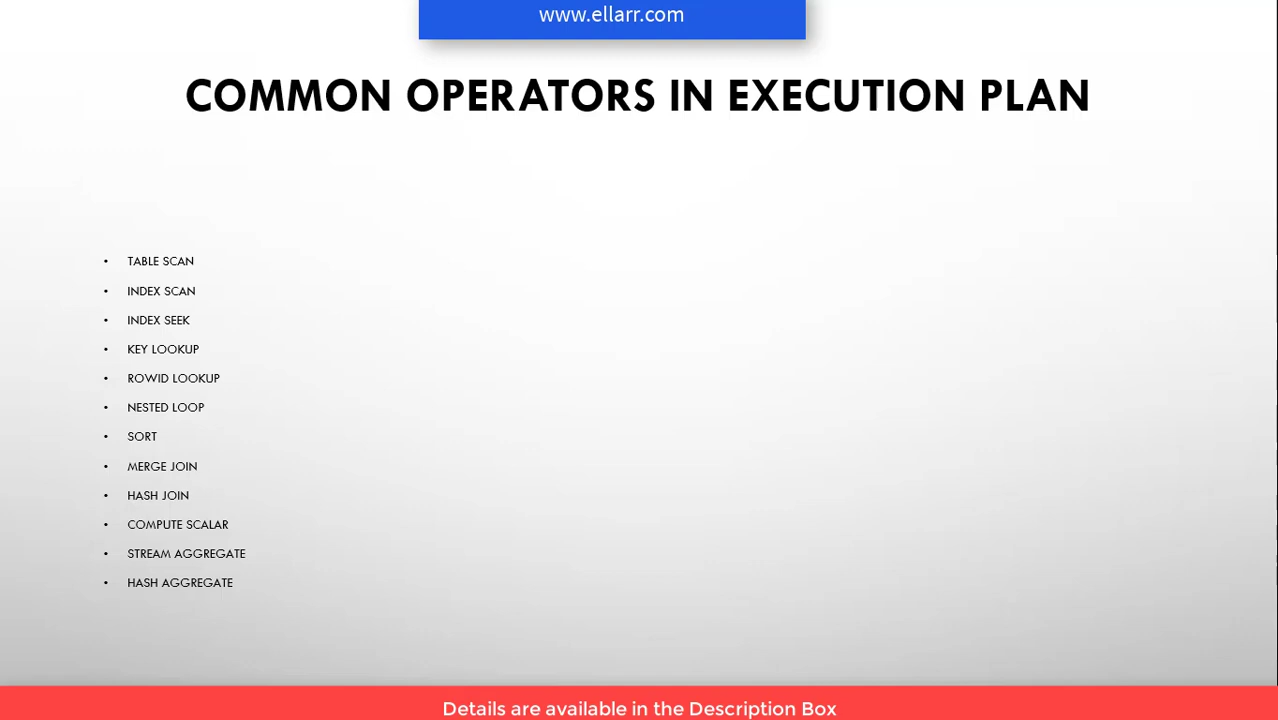 www.ellarr.com
COMMON OPERATORS IN EXECUTION PLAN
• TABLE SCAN
• INDEX SCAN
• INDEX SEEK
• KEY LOOKUP
• ROWID LOOKUP
• NESTED LOOP
• SORT
• MERGE JOIN
• HASH JOIN
• COMPUTE SCALAR
• STREAM AGGREGATE
• HASH AGGREGATE
Details are available in the Description Box